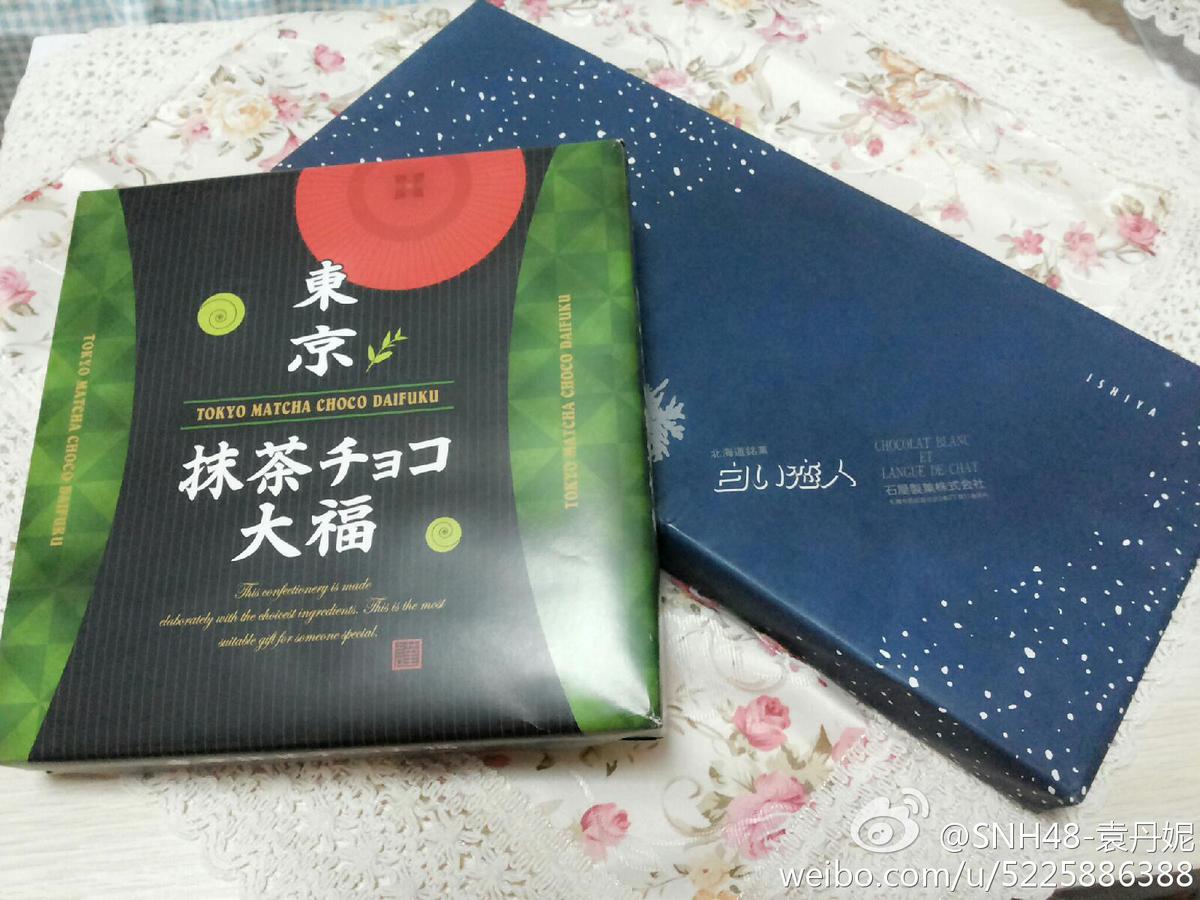 東
京
TOKYO MATCHA CHOCO DAIFUKU
抹茶チョコ
大福
This confectionery is made
elaborately with the choicest ingredients. This is the most
suitable gift for someone special.
謹
TOKYO MATCHA CHOCO DAIFUKU
TOKYO MATCHA CHOCO DAIFUKU
ISHIYA
北海道銘菓
白い恋人
CHOCOLAT BLANC
ET
LANGUE DE CHAT
石屋製菓株式会社
@SNH48-袁丹妮
weibo.com/u/5225886388